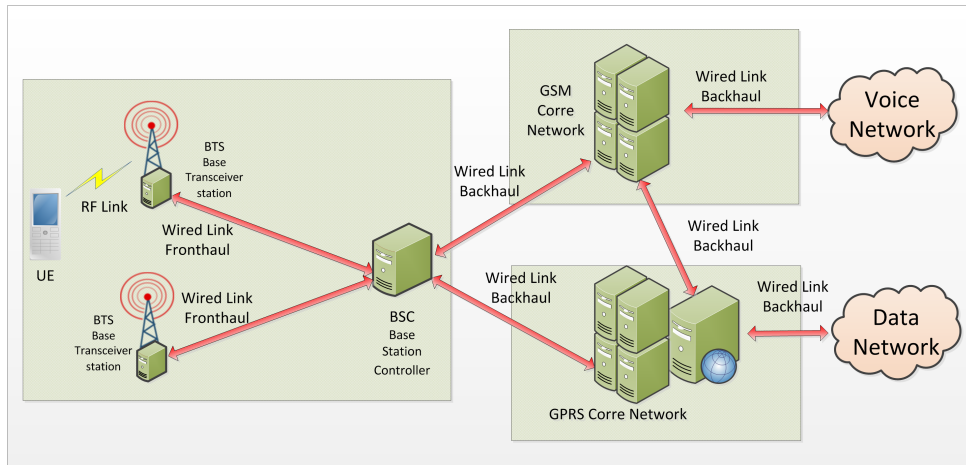 BTS
Base
Transceiver
station
RF Link
UE
Wired Link
Fronthaul
BTS
Base
Transceiver
station
Wired Link
Fronthaul
BSC
Base
Station
Controller
Wired Link
Backhaul
Wired Link
Backhaul
GSM
Corre
Network
Wired Link
Backhaul
Voice
Network
Wired Link
Backhaul
GPRS Corre Network
Wired Link
Backhaul
Data
Network